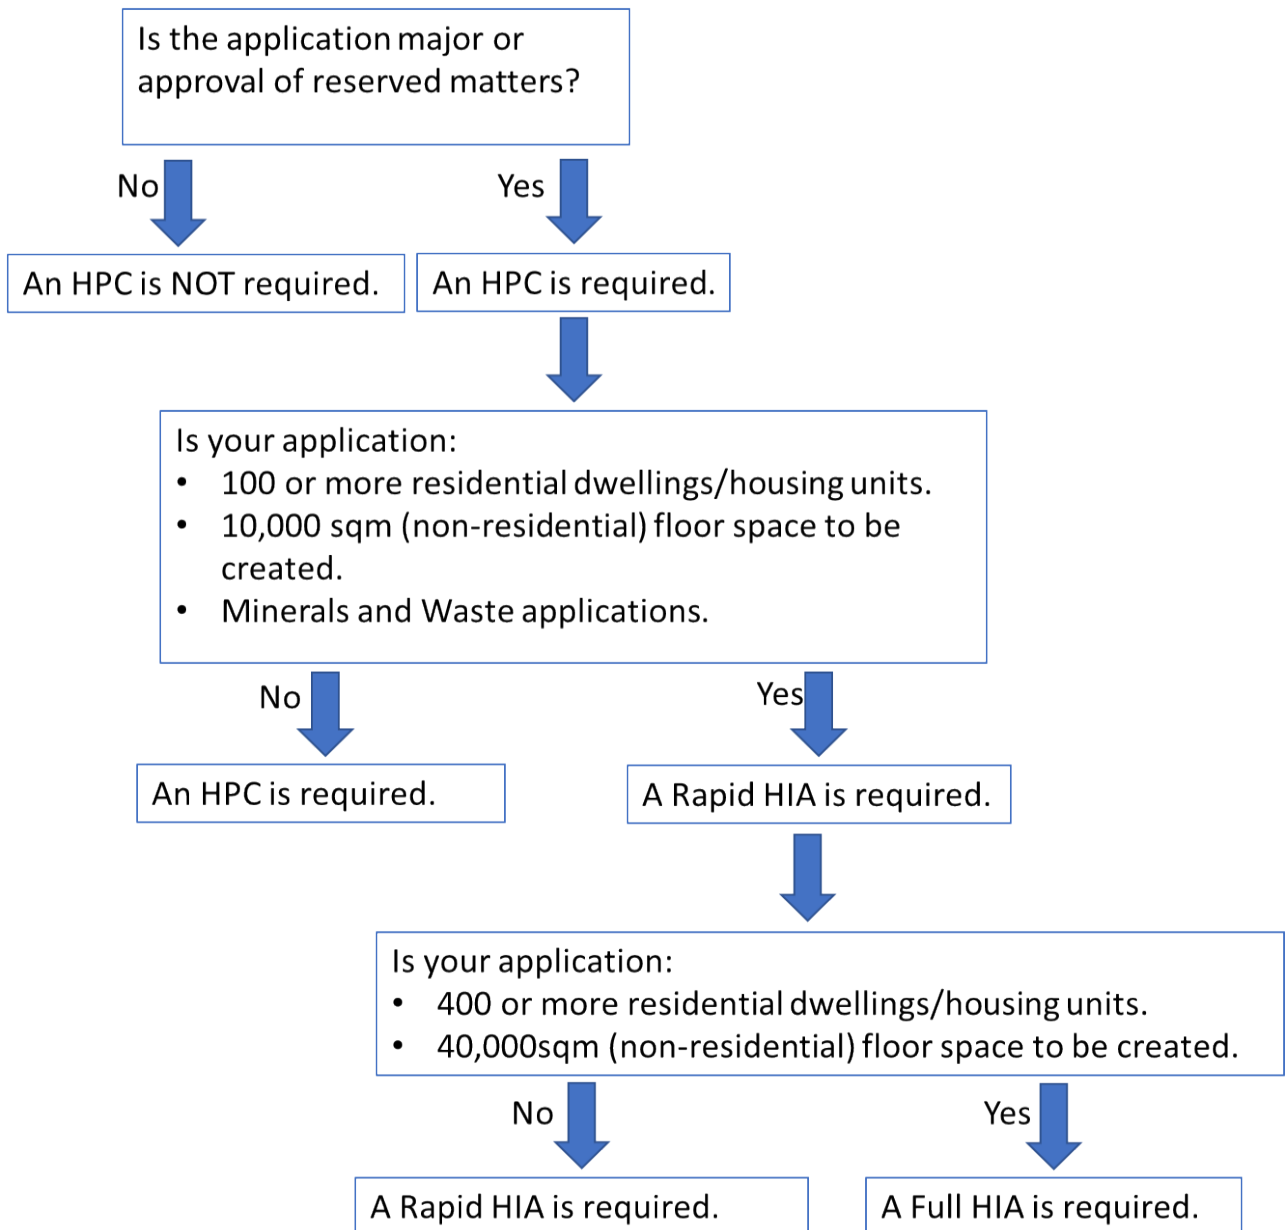 Is the application major or
approval of reserved matters?
No
Yes
An HPC is NOT required.
An HPC is required.
Is your application:
• 100 or more residential dwellings/housing units.
• 10,000 sqm (non-residential) floor space to be
created.
• Minerals and Waste applications.
No
Yes
An HPC is required.
A Rapid HIA is required.
Is your application:
• 400 or more residential dwellings/housing units.
• 40,000sqm (non-residential) floor space to be created.
No
Yes
A Rapid HIA is required.
A Full HIA is required.